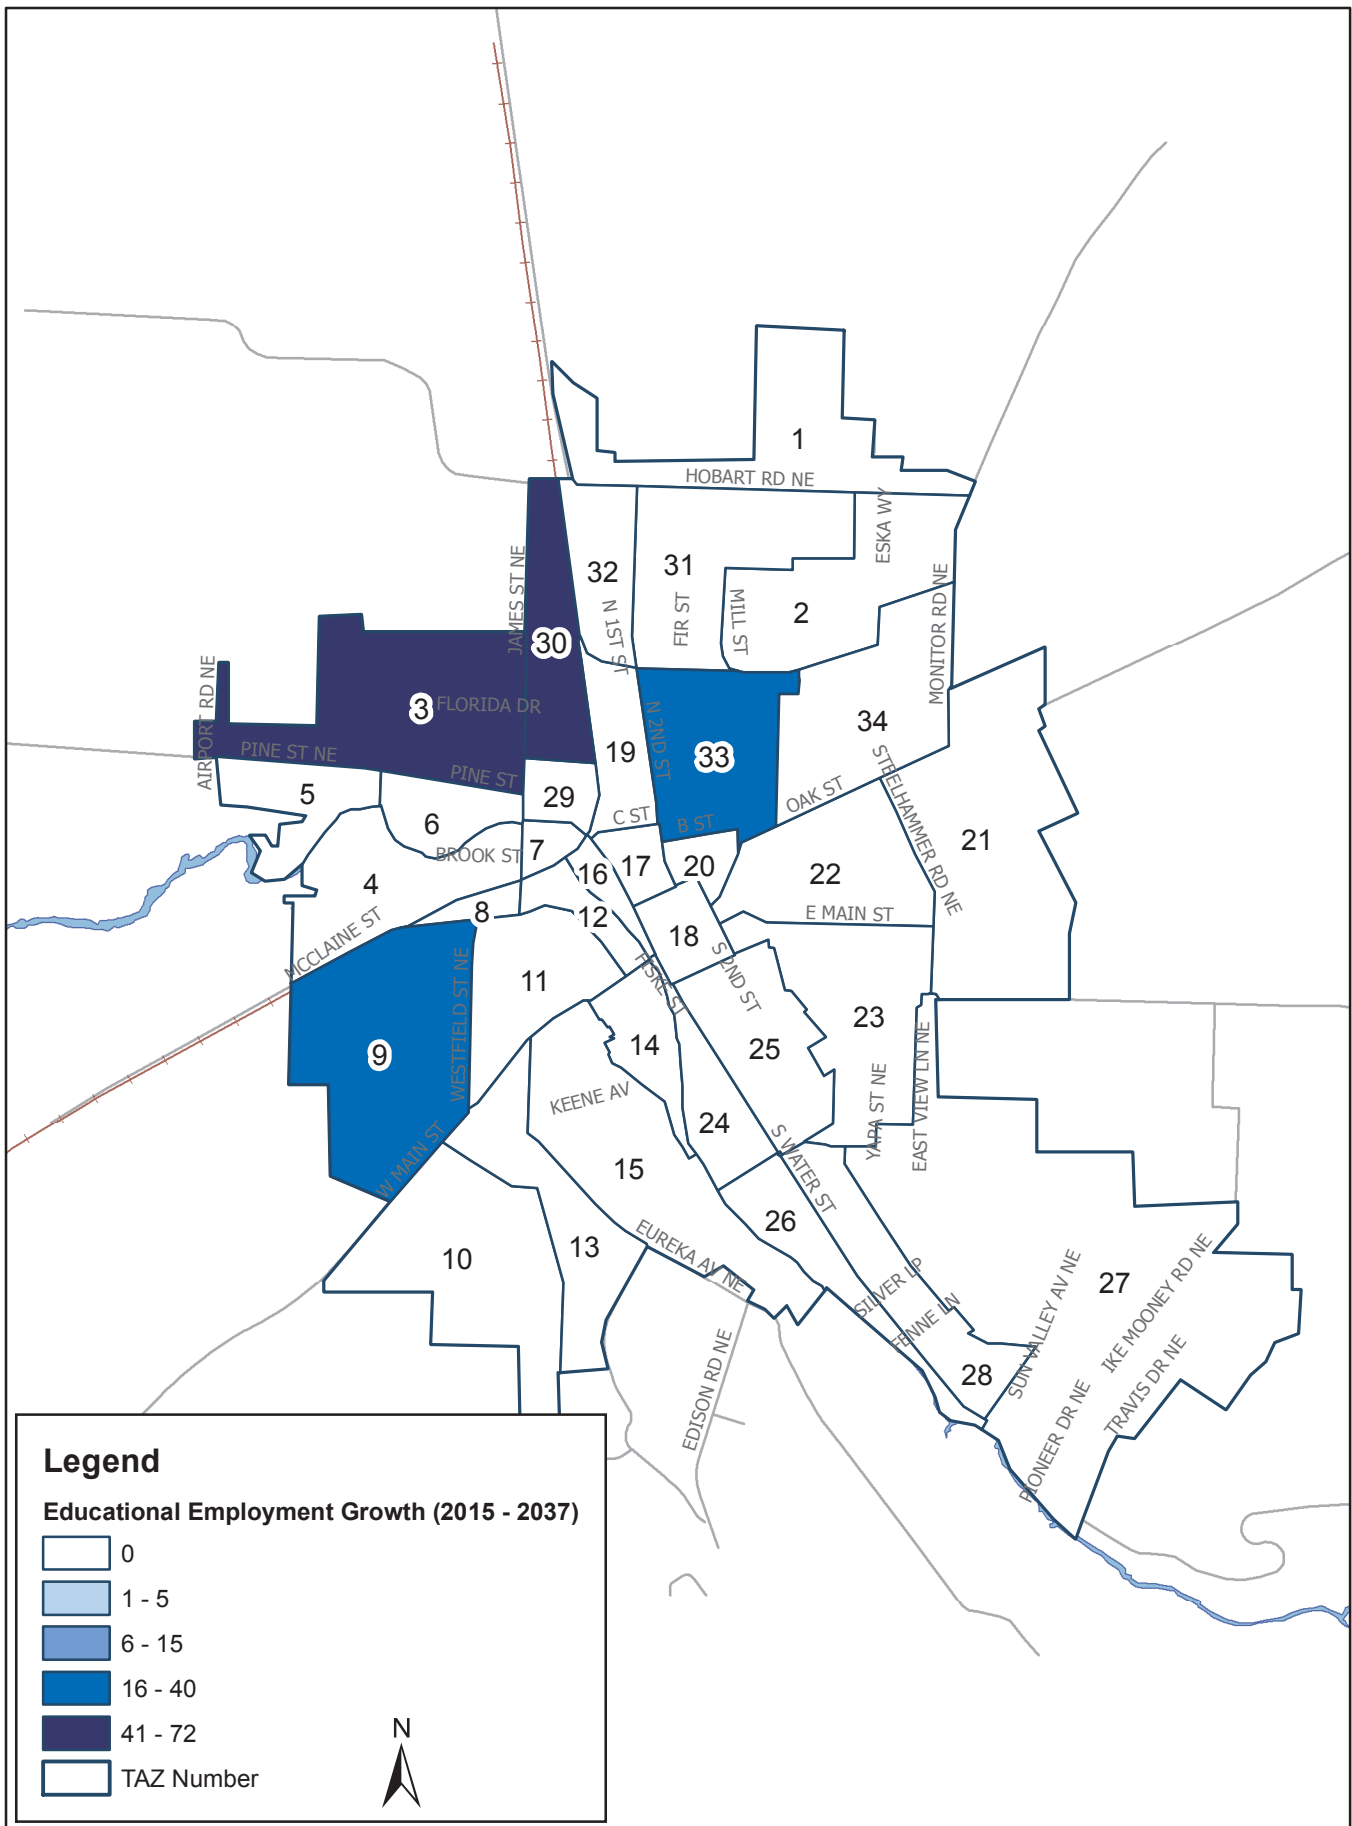 1
HOBART RD NE
ESKA WY
32
31
N 1ST ST
FIR ST
MILL ST
2
MONITOR RD NE
JAMES ST NE
30
AIRPORT RD NE
3
FLORIDA DR
PINE ST NE
PINE ST
19
N 2ND ST
33
34
STEELHAMMER RD NE
OAK ST
5
6
29
C ST
B ST
BROOK ST
7
16
17
20
22
21
4
8
12
18
E MAIN ST
MCCLAINE ST
WESTFIELD ST NE
11
FISKE ST
S 2ND ST
23
9
14
25
YAPA ST NE
EAST VIEW LN NE
KEENE AV
24
W MAIN ST
15
S WATER ST
26
10
13
EUREKA AV NE
SILVER LP
FENNE LN
27
SUN VALLEY AV NE
IKE MOONEY RD NE
28
EDISON RD NE
PIONEER DR NE
TRAVIS DR NE
Legend
Educational Employment Growth (2015 - 2037)
0
1 - 5
6 - 15
16 - 40
41 - 72
TAZ Number
N